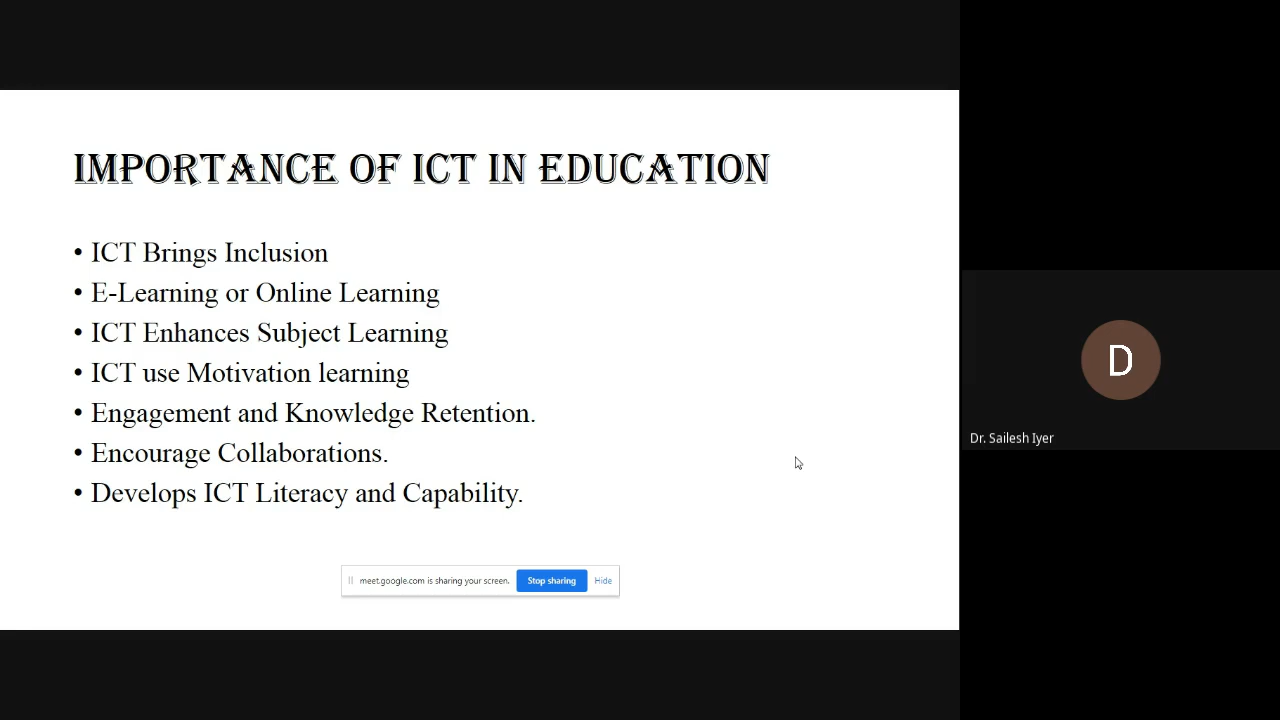 IMPORTANCE OF ICT IN EDUCATION
• ICT Brings Inclusion
• E-Learning or Online Learning
• ICT Enhances Subject Learning
• ICT use Motivation learning
• Engagement and Knowledge Retention.
• Encourage Collaborations.
• Develops ICT Literacy and Capability.
meet.google.com is sharing your screen. Stop sharing Hide
D
Dr. Sailesh Iyer